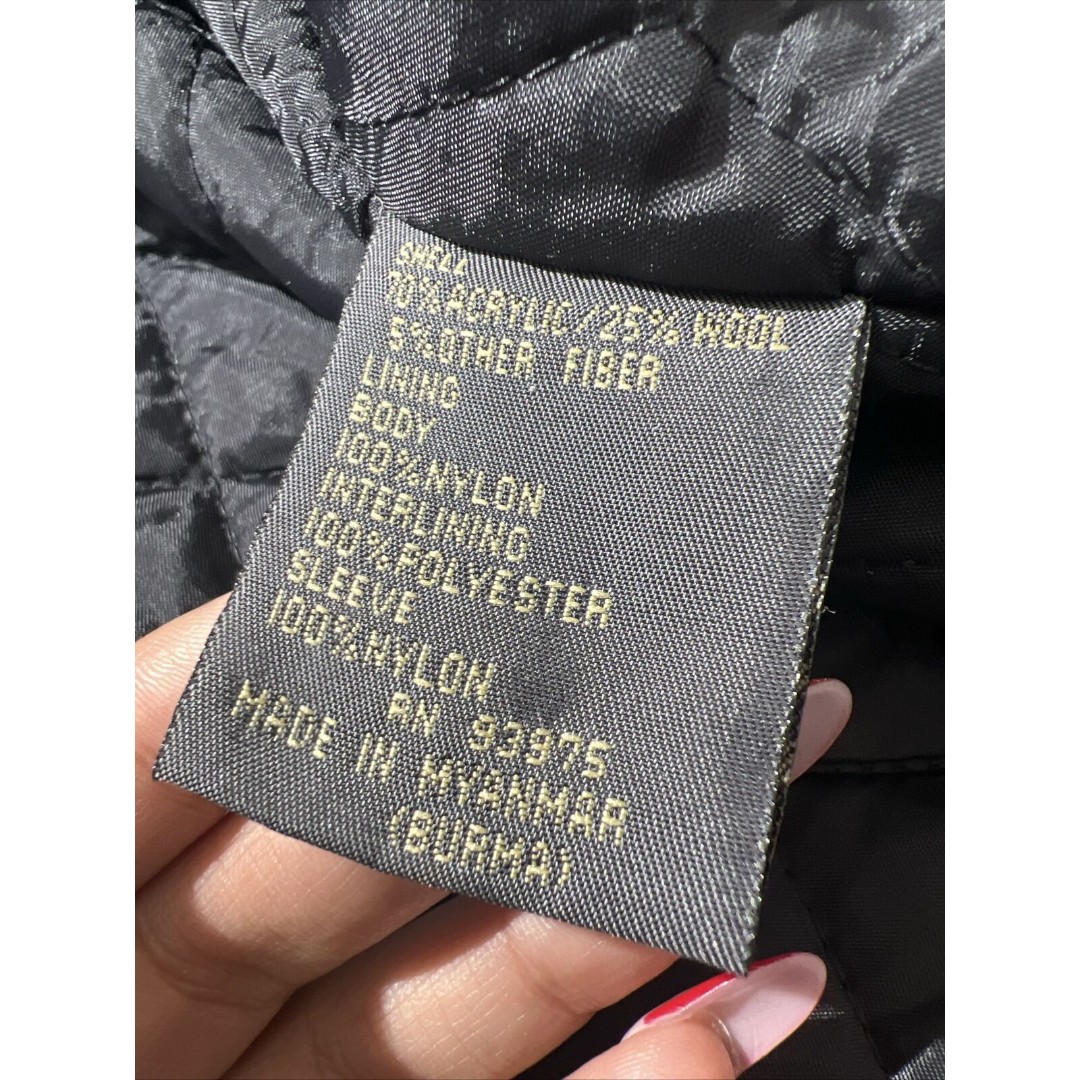 SHELL
70%ACRYLIC/25% WOOL
5%OTHER FIBER
LINING
BODY
100%NYLON
INTERLINING
100%POLYESTER
SLEEVE
100%NYLON
RN 93975
MADE IN MYANMAR
(BURMA)